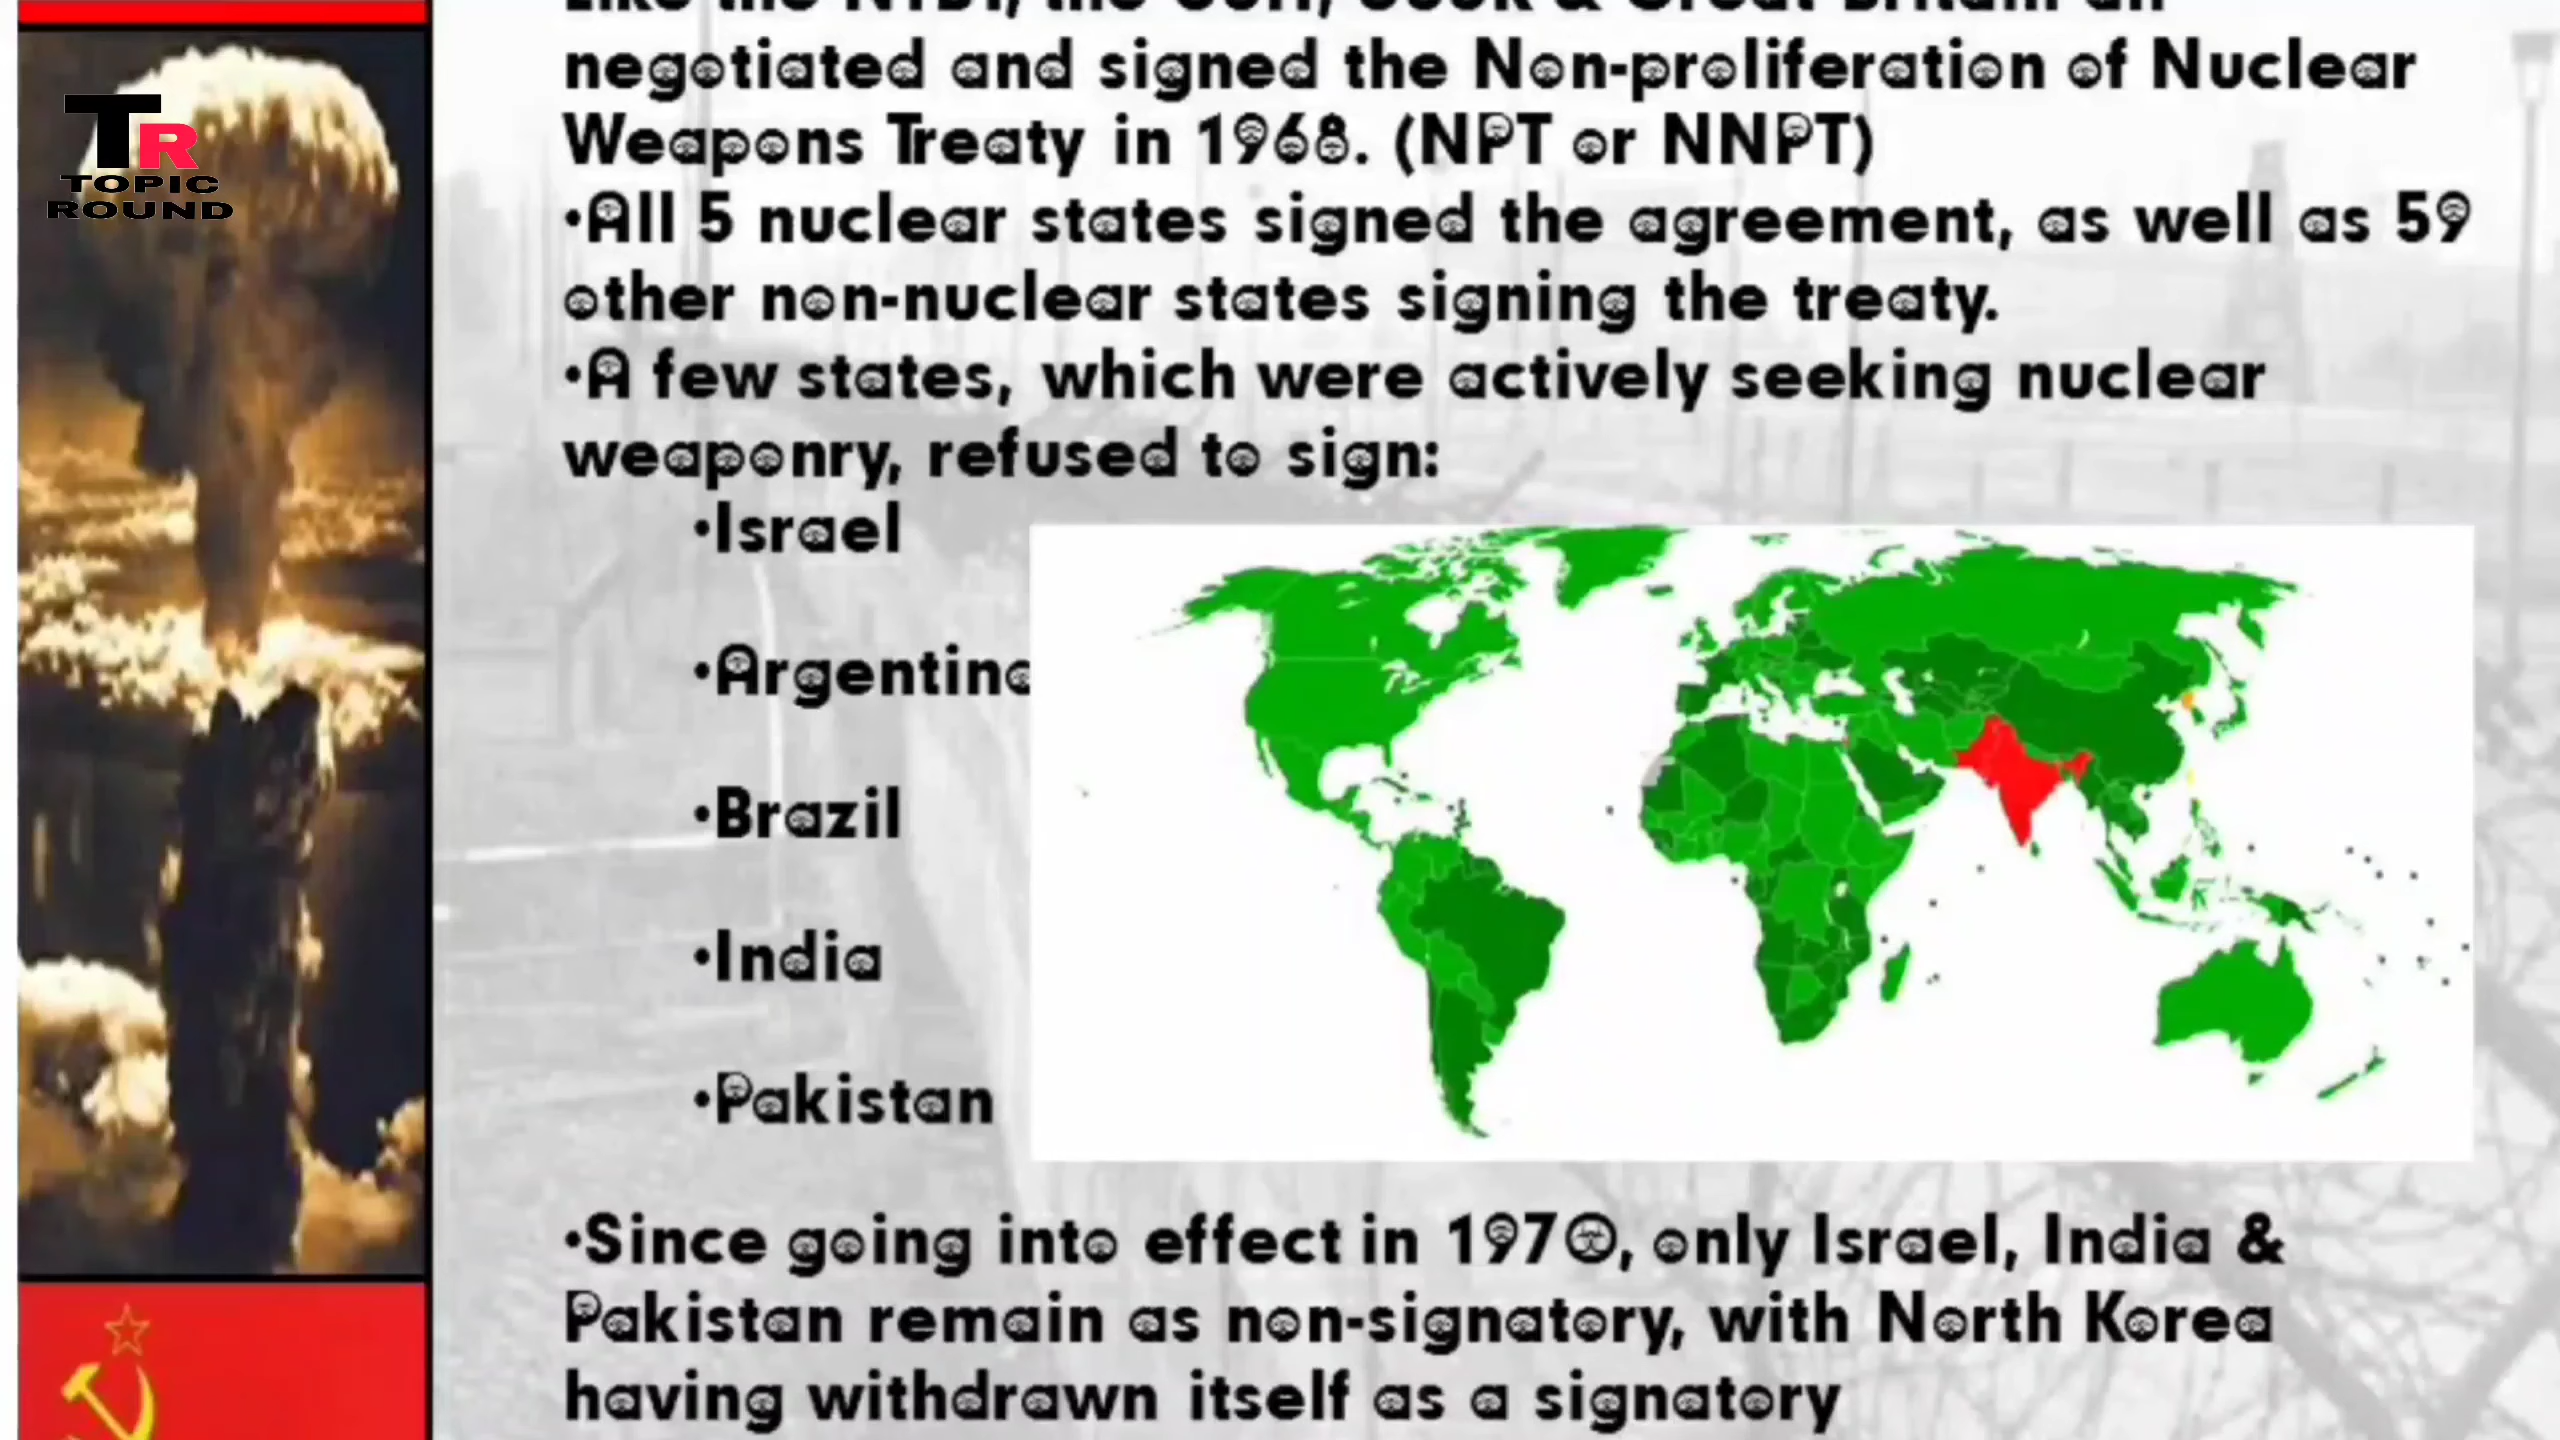 TR
TOPIC
ROUND
negotiated and signed the Non-proliferation of Nuclear
Weapons Treaty in 1968. (NPT or NNPT)
•All 5 nuclear states signed the agreement, as well as 59
other non-nuclear states signing the treaty.
•A few states, which were actively seeking nuclear
weaponry, refused to sign:
•Israel
•Argentina
•Brazil
•India
•Pakistan
•Since going into effect in 1970, only Israel, India &
Pakistan remain as non-signatory, with North Korea
having withdrawn itself as a signatory